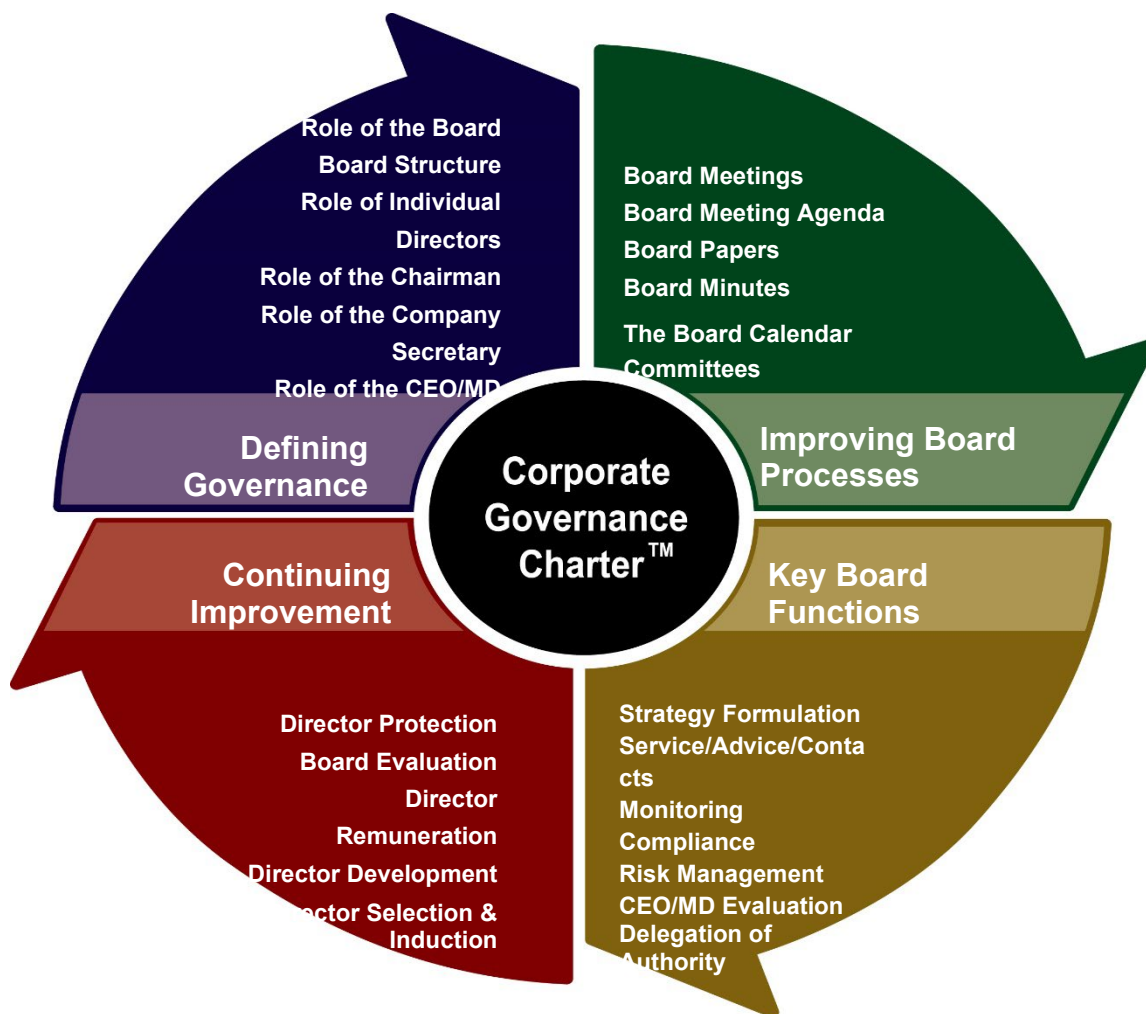 Role of the Board
Board Structure
Role of Individual
Directors
Role of the Chairman
Role of the Company
Secretary
Role of the CEO/MD
Defining
Governance
Board Meetings
Board Meeting Agenda
Board Papers
Board Minutes
The Board Calendar
Committees
Improving Board
Processes
Corporate
Governance
Charter™
Continuing
Improvement
Director Protection
Board Evaluation
Director
Remuneration
Director Development
Director Selection &
Induction
Key Board
Functions
Strategy Formulation
Service/Advice/Conta
cts
Monitoring
Compliance
Risk Management
CEO/MD Evaluation
Delegation of
Authority